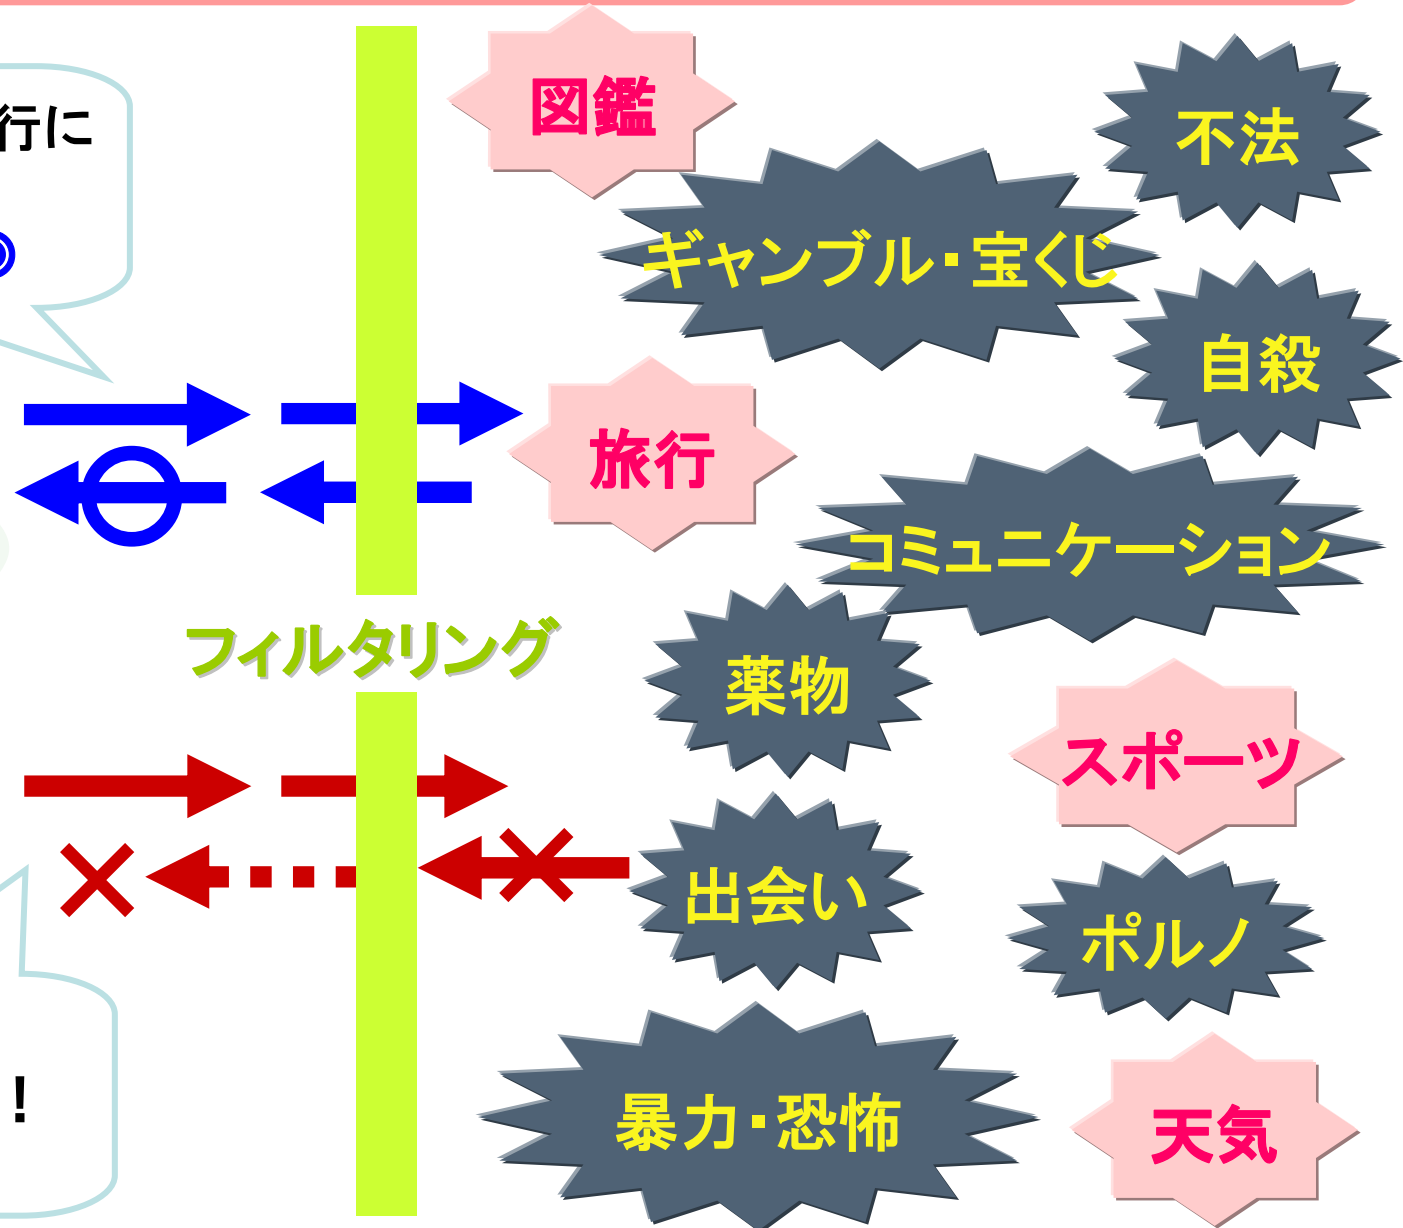 行に
図鑑
不法
ギャンブル・宝くじ
自殺
旅行
コミュニケーション
フィルタリング
薬物
スポーツ
出会い
ポルノ
！
暴力・恐怖
天気